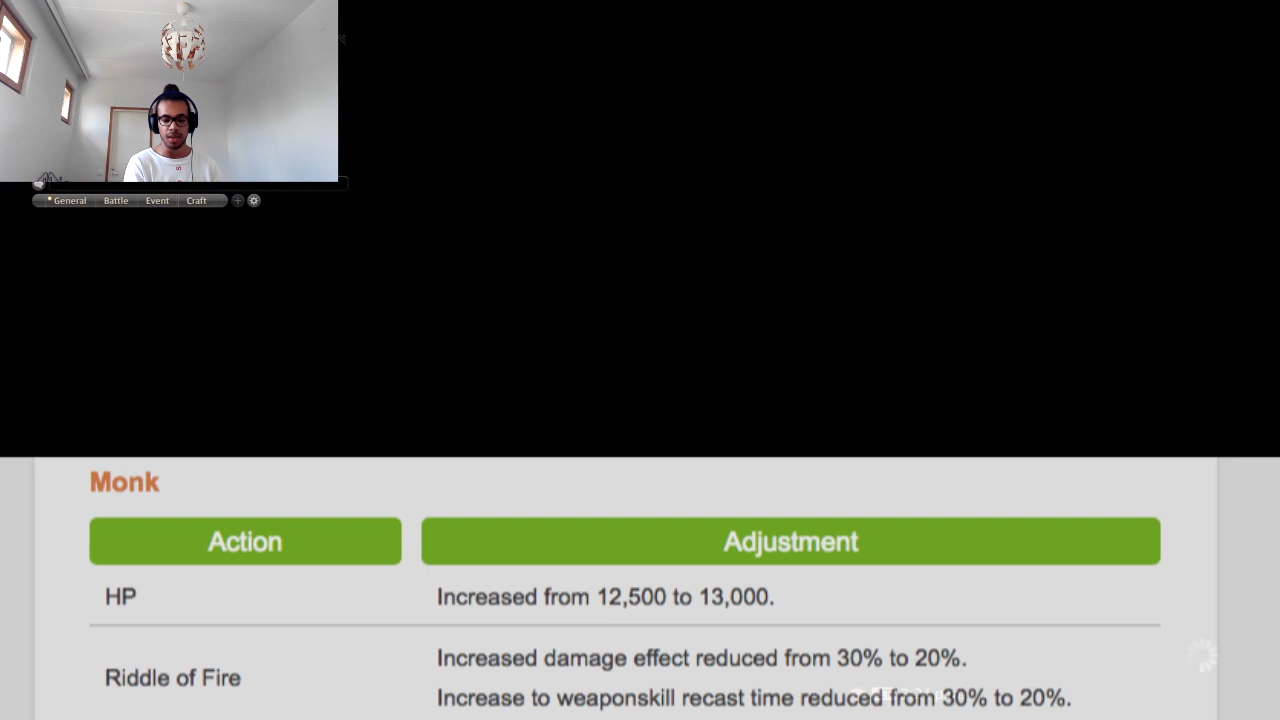 General Battle Event Craft
Monk
Action Adjustment
HP Increased from 12,500 to 13,000.
Riddle of Fire
Increased damage effect reduced from 30% to 20%.
Increase to weaponskill recast time reduced from 30% to 20%.